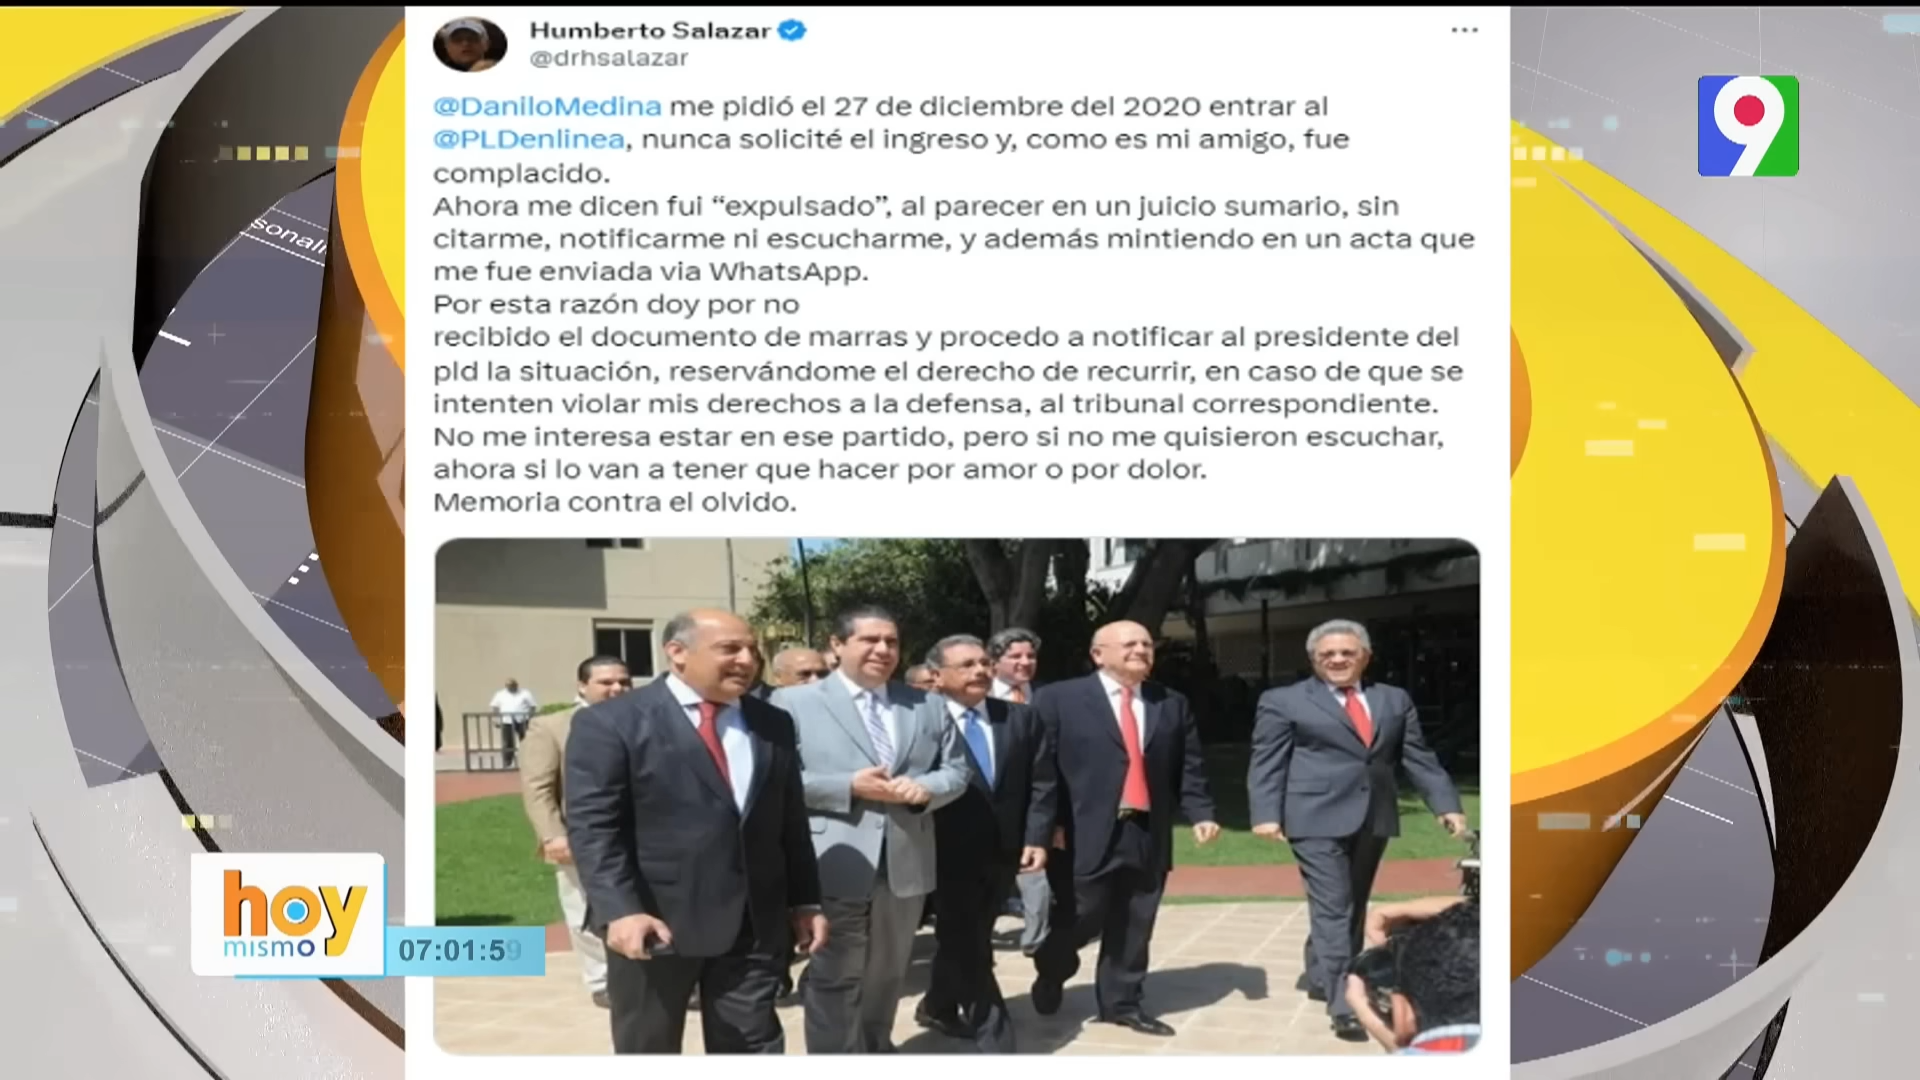 Humberto Salazar
@drhsalazar
@DaniloMedina me pidió el 27 de diciembre del 2020 entrar al
@PLDenlinea, nunca solicité el ingreso y, como es mi amigo, fue
complacido.
Ahora me dicen fui “expulsado”, al parecer en un juicio sumario, sin
citarme, notificarme ni escucharme, y además mintiendo en un acta que
me fue enviada via WhatsApp.
Por esta razón doy por no
recibido el documento de marras y procedo a notificar al presidente del
pld la situación, reservándome el derecho de recurrir, en caso de que se
intenten violar mis derechos a la defensa, al tribunal correspondiente.
No me interesa estar en ese partido, pero si no me quisieron escuchar,
ahora si lo van a tener que hacer por amor o por dolor.
Memoria contra el olvido.
9
hoy
mismo
07:01:59